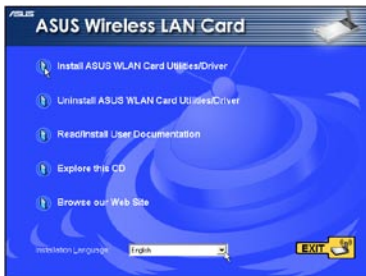 ASUS
ASUS Wireless LAN Card
Install ASUS WLAN Card Utilities/Driver
Uninstall ASUS WLAN Card Utilities/Driver
Read/Install User Documentation
Explore this CD
Browse our Web Site
Installation Language: English
EXIT